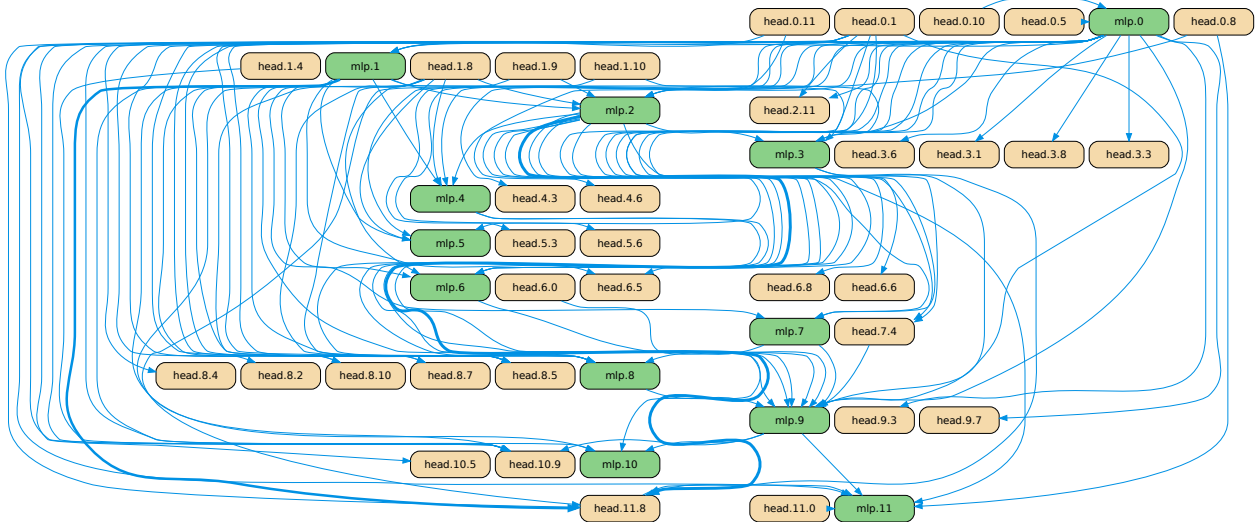 head.0.11 head.0.1 head.0.10 head.0.5 mlp.0 head.0.8
head.1.4 mlp.1 head.1.8 head.1.9 head.1.10
mlp.2 head.2.11
mlp.3 head.3.6 head.3.1 head.3.8 head.3.3
mlp.4 head.4.3 head.4.6
mlp.5 head.5.3 head.5.6
mlp.6 head.6.0 head.6.5 head.6.8 head.6.6
mlp.7 head.7.4
head.8.4 head.8.2 head.8.10 head.8.7 head.8.5 mlp.8
mlp.9 head.9.3 head.9.7
head.10.5 head.10.9 mlp.10
head.11.8 head.11.0 mlp.11